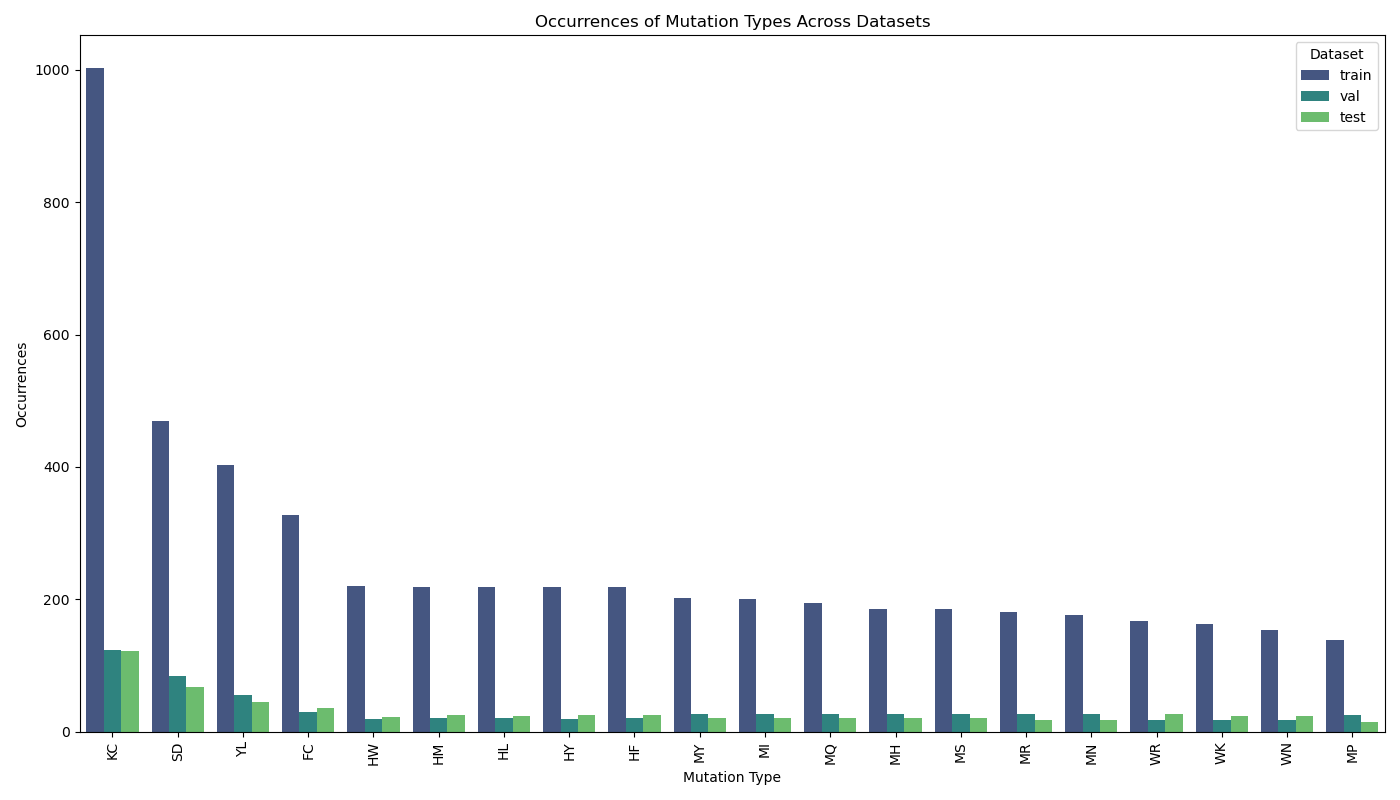 Occurrences of Mutation Types Across Datasets
Dataset
train
val
test
1000
800
600
400
200
0
Occurrences
KC SD YL FC HW HM HL HY HF MY MI MQ MH MS MR MN WR WK WN MP
Mutation Type